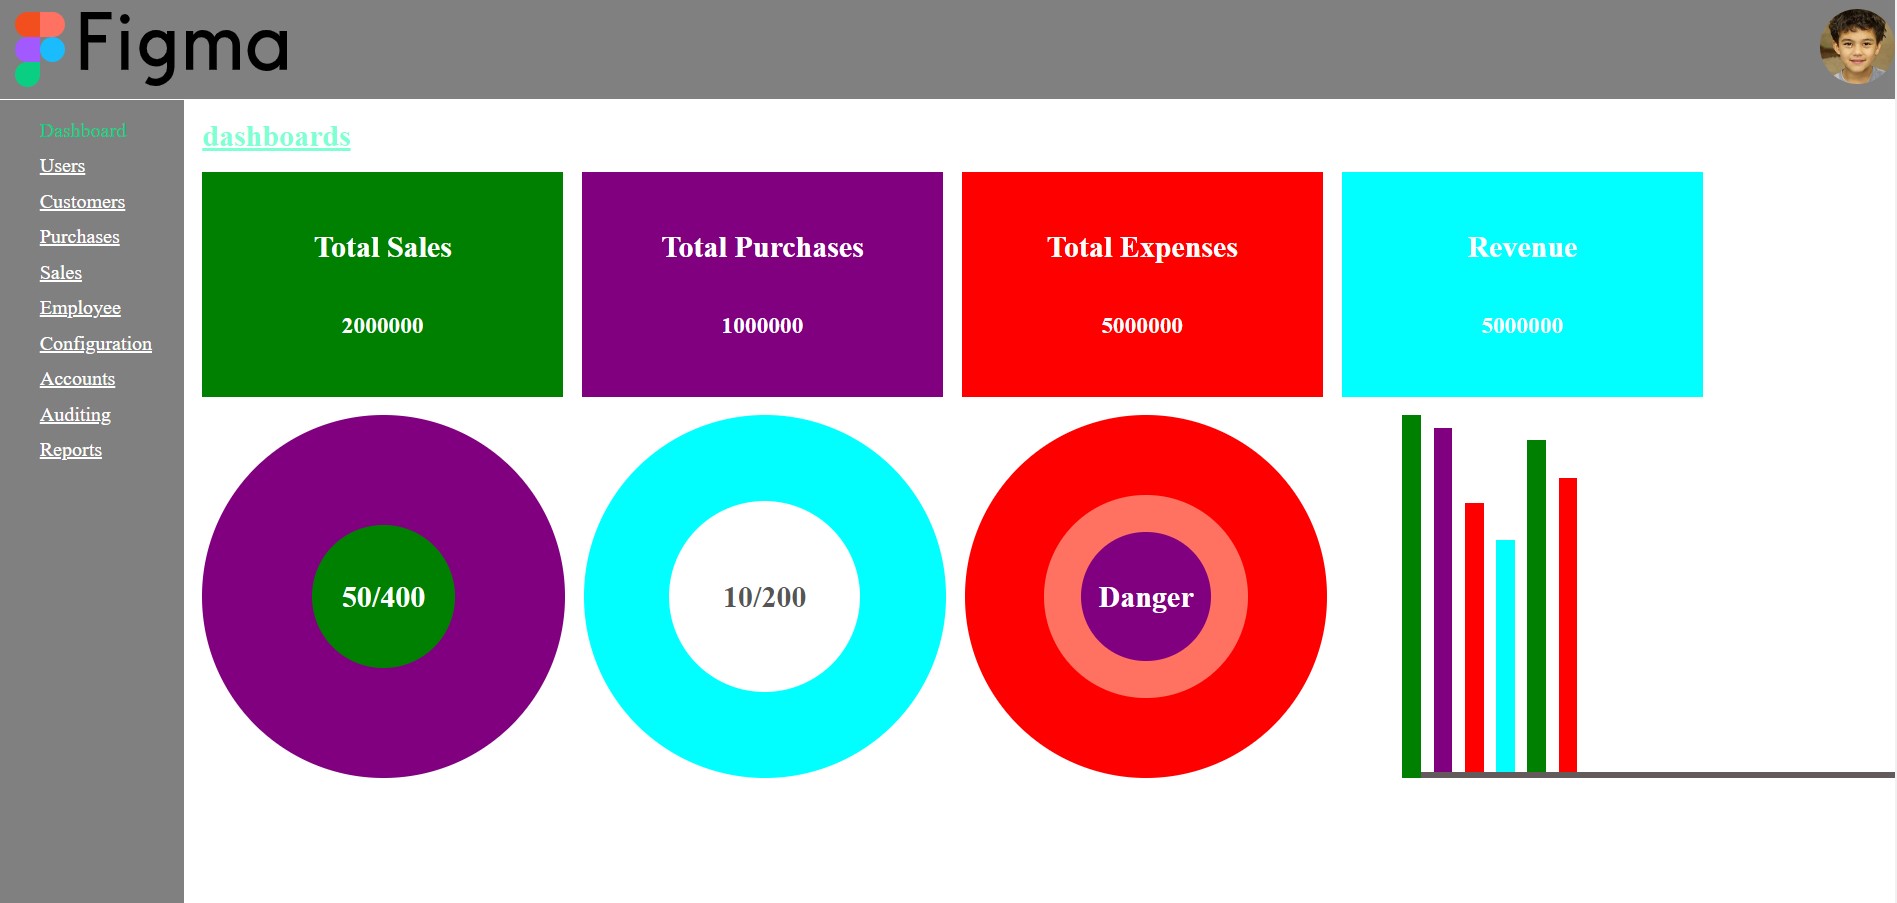 Figma
Dashboard
Users
Customers
Purchases
Sales
Employee
Configuration
Accounts
Auditing
Reports
dashboards
Total Sales
2000000
Total Purchases
1000000
Total Expenses
5000000
Revenue
5000000
50/400
10/200
Danger